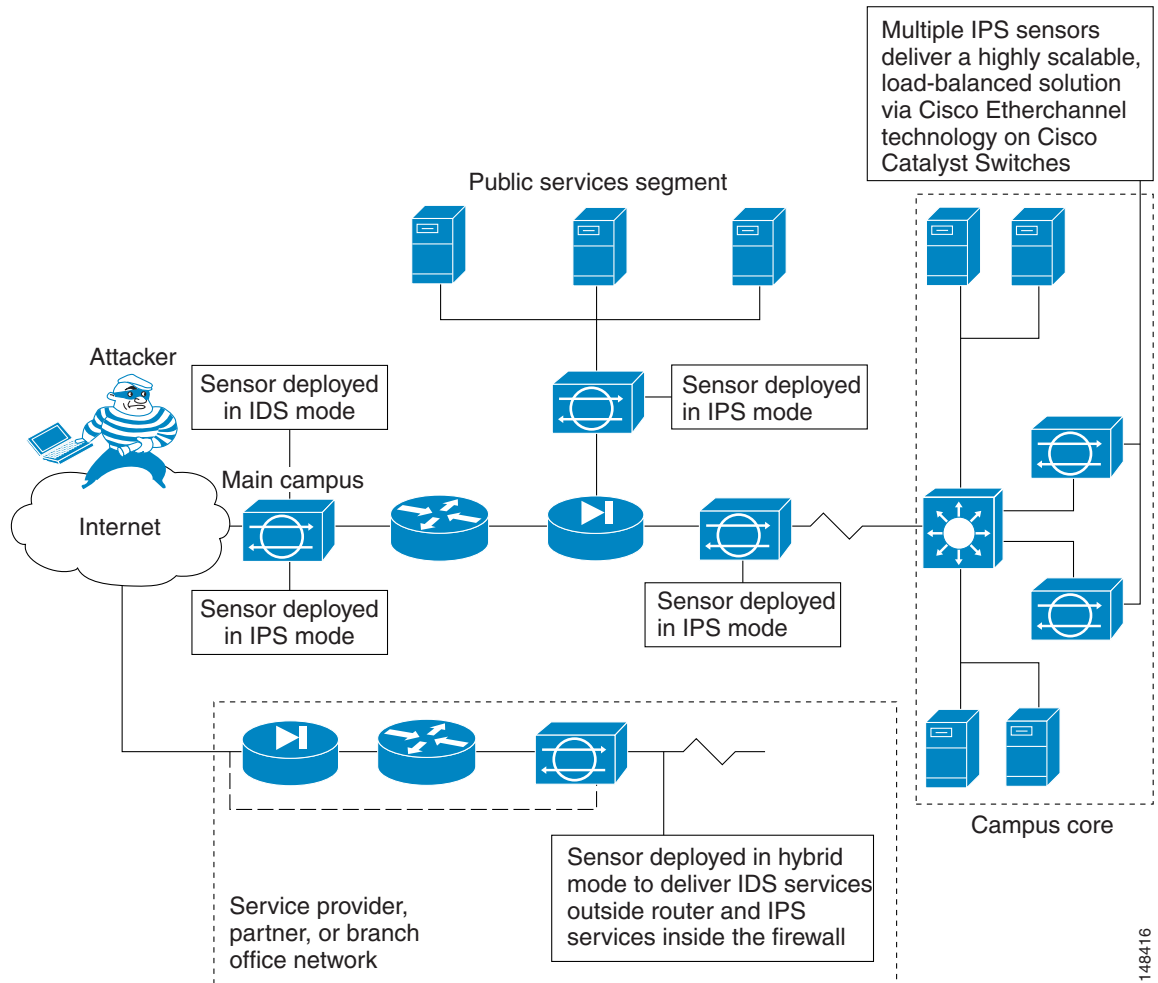 Multiple IPS sensors
deliver a highly scalable,
load-balanced solution
via Cisco Etherchannel
technology on Cisco
Catalyst Switches
Public services segment
Attacker
Sensor deployed
in IDS mode
Sensor deployed
in IPS mode
Main campus
Internet
Sensor deployed
in IPS mode
Sensor deployed
in IPS mode
Campus core
Sensor deployed in hybrid
mode to deliver IDS services
outside router and IPS
services inside the firewall
Service provider,
partner, or branch
office network
148416